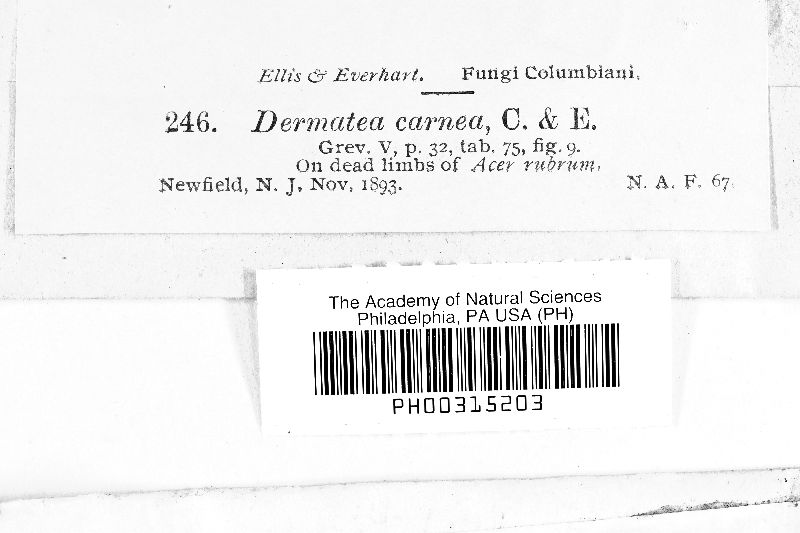 Ellis & Everhart. Fungi Columbiani.
246. Dermatea carnea, C. & E.
Grev. V, p. 32, tab. 75, fig. 9.
On dead limbs of Acer rubrum.
Newfield, N. J. Nov. 1893. N. A. F. 67.
The Academy of Natural Sciences
Philadelphia, PA USA (PH)
PH00315203